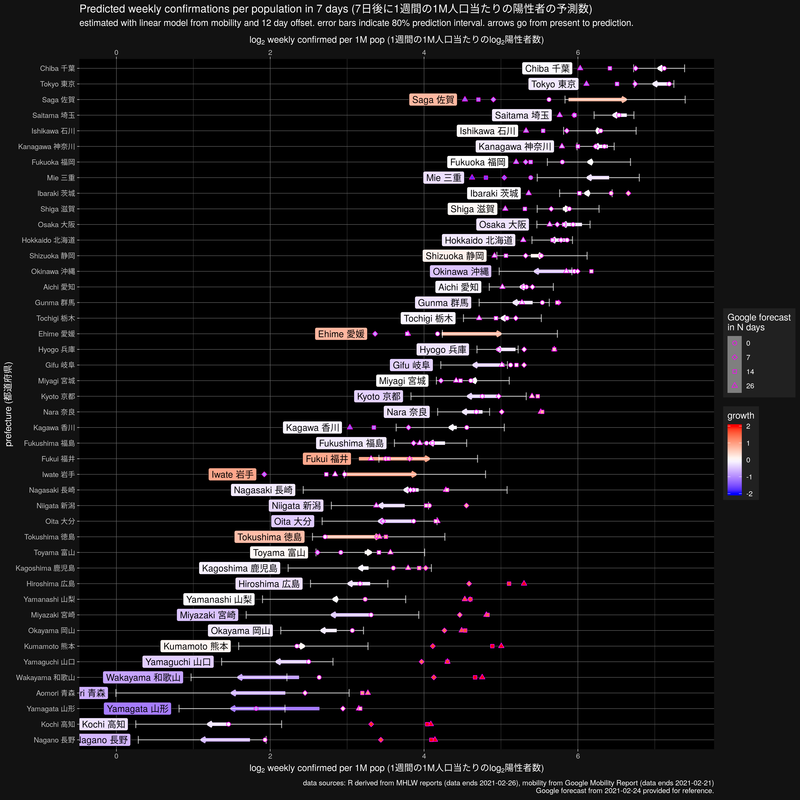 Predicted weekly confirmations per population in 7 days (7日後に1週間の1M人口当たりの陽性者の予測数)
estimated with linear model from mobility and 12 day offset. error bars indicate 80% prediction interval. arrows go from present to prediction.
log2 weekly confirmed per 1M pop (1週間の1M人口当たりのlog2陽性者数)
0 2 4 6
Chiba 千葉 Chiba 千葉
Tokyo 東京 Tokyo 東京
Saga 佐賀 Saga 佐賀
Saitama 埼玉 Saitama 埼玉
Ishikawa 石川 Ishikawa 石川
Kanagawa 神奈川 Kanagawa 神奈川
Fukuoka 福岡 Fukuoka 福岡
Mie 三重 Mie 三重
Ibaraki 茨城 Ibaraki 茨城
Shiga 滋賀 Shiga 滋賀
Osaka 大阪 Osaka 大阪
Hokkaido 北海道 Hokkaido 北海道
Shizuoka 静岡 Shizuoka 静岡
Okinawa 沖縄 Okinawa 沖縄
Aichi 愛知 Aichi 愛知
Gunma 群馬 Gunma 群馬
Tochigi 栃木 Tochigi 栃木
Ehime 愛媛 Ehime 愛媛
Hyogo 兵庫 Hyogo 兵庫
Gifu 岐阜 Gifu 岐阜
Miyagi 宮城 Miyagi 宮城
Kyoto 京都 Kyoto 京都
Nara 奈良 Nara 奈良
Kagawa 香川 Kagawa 香川
Fukushima 福島 Fukushima 福島
Fukui 福井 Fukui 福井
Iwate 岩手 Iwate 岩手
Nagasaki 長崎 Nagasaki 長崎
Niigata 新潟 Niigata 新潟
Oita 大分 Oita 大分
Tokushima 徳島 Tokushima 徳島
Toyama 富山 Toyama 富山
Kagoshima 鹿児島 Kagoshima 鹿児島
Hiroshima 広島 Hiroshima 広島
Yamanashi 山梨 Yamanashi 山梨
Miyazaki 宮崎 Miyazaki 宮崎
Okayama 岡山 Okayama 岡山
Kumamoto 熊本 Kumamoto 熊本
Yamaguchi 山口 Yamaguchi 山口
Wakayama 和歌山 Wakayama 和歌山
Aomori 青森 ri 青森
Yamagata 山形 Yamagata 山形
Kochi 高知 Kochi 高知
Nagano 長野 agano 長野
0 2 4 6
log2 weekly confirmed per 1M pop (1週間の1M人口当たりのlog2陽性者数)
prefecture (都道府県)
Google forecast
in N days
0
7
14
26
growth
2
1
0
-1
-2
data sources: R derived from MHLW reports (data ends 2021-02-26), mobility from Google Mobility Report (data ends 2021-02-21)
Google forecast from 2021-02-24 provided for reference.